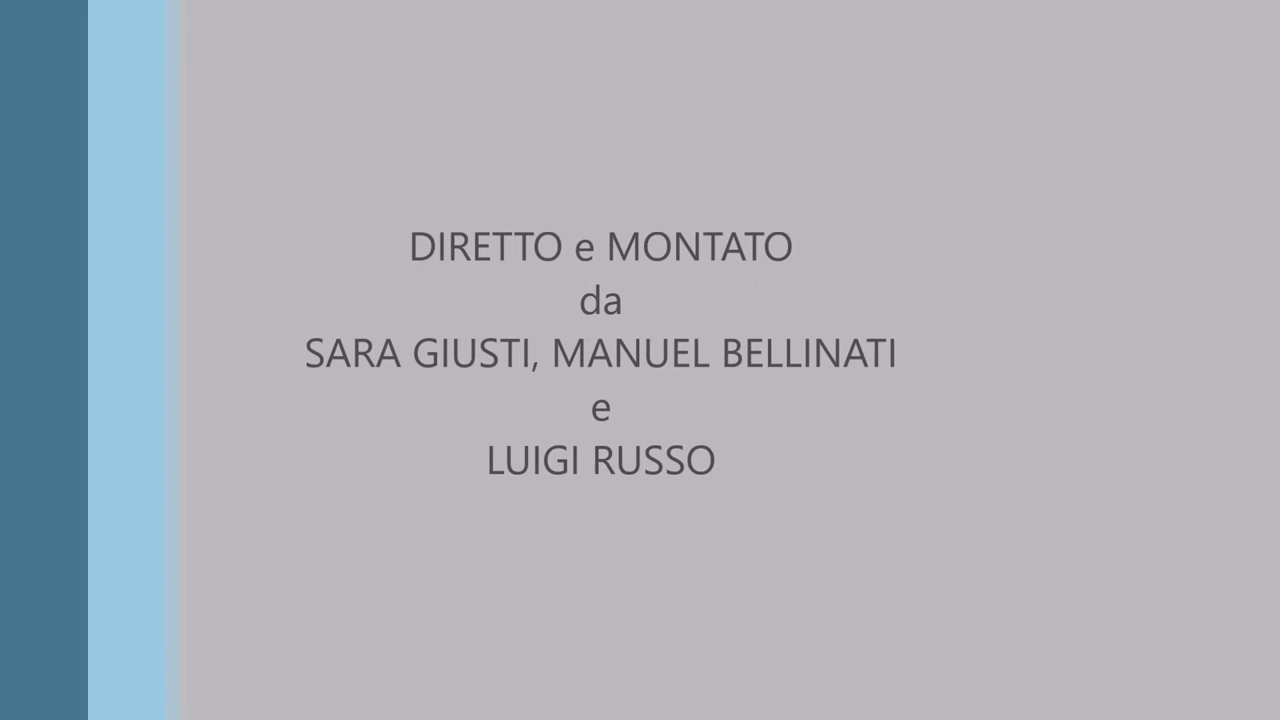 DIRETTO e MONTATO
da
SARA GIUSTI, MANUEL BELLINATI
e
LUIGI RUSSO